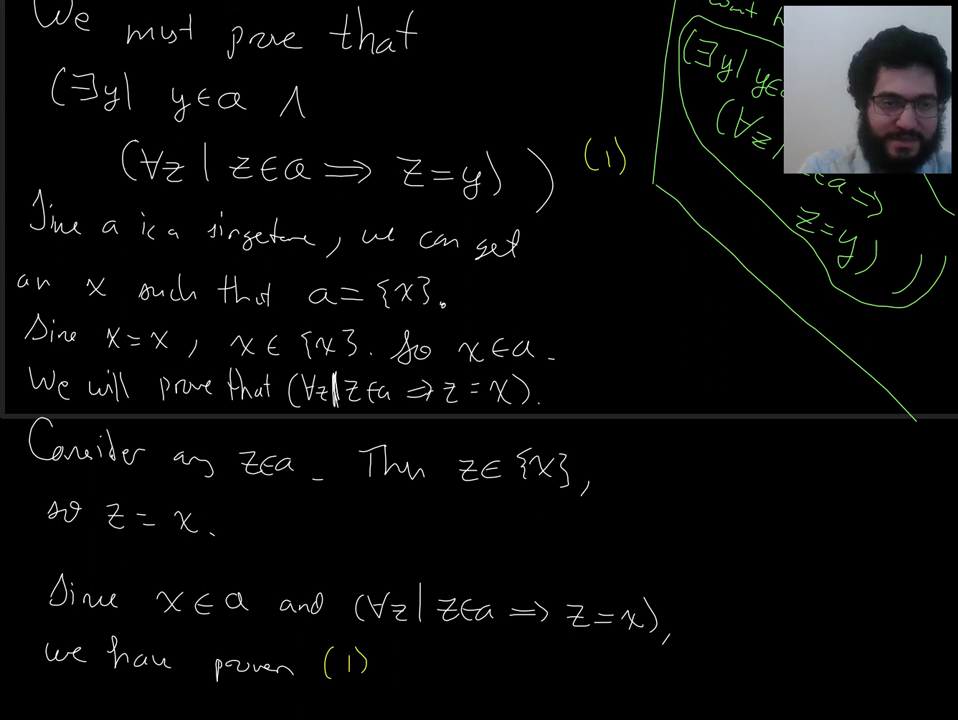 We must prove that
(∃y| y∈a ∧
(∀z | z∈a ⟹ z=y) ) (1)
Since a is a singleton, we can get
an x such that a = {x}.
Since x=x, x∈{x}. So x∈a.
We will prove that (∀z|z∈a ⟹ z=x).
Consider any z∈a. Then z∈{x},
so z = x.
Since x∈a and (∀z| z∈a ⟹ z=x),
we have proven (1)
(∃y| y∈
(∀z|
∈a ⟹
z=y) ) )